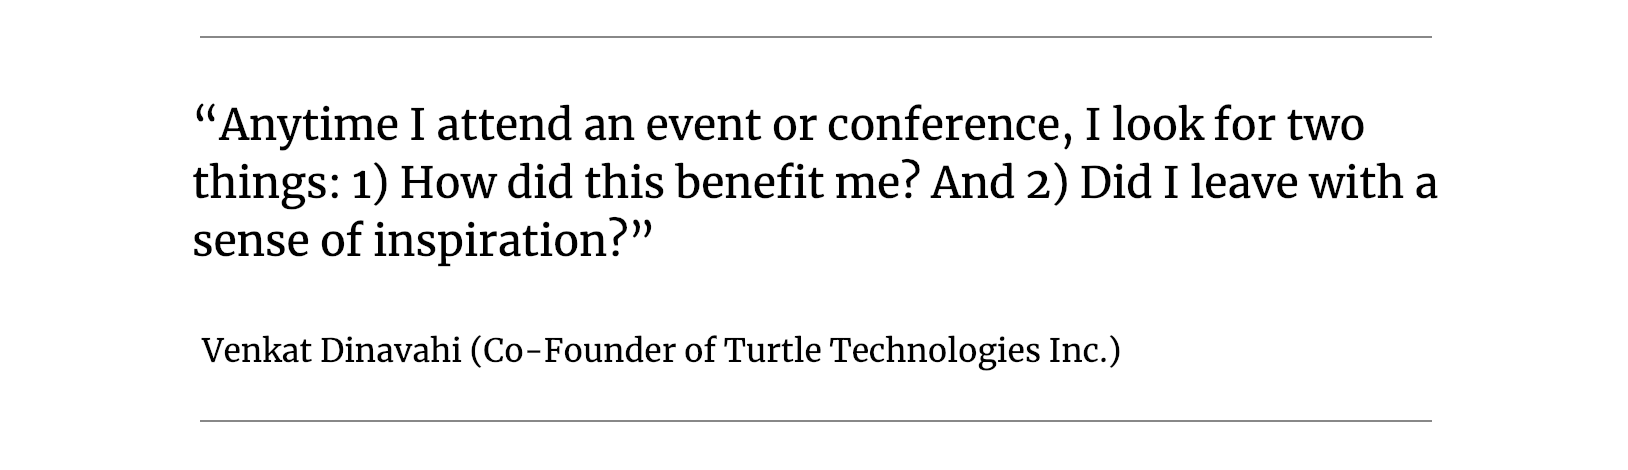 “Anytime I attend an event or conference, I look for two
things: 1) How did this benefit me? And 2) Did I leave with a
sense of inspiration?”
Venkat Dinavahi (Co-Founder of Turtle Technologies Inc.)